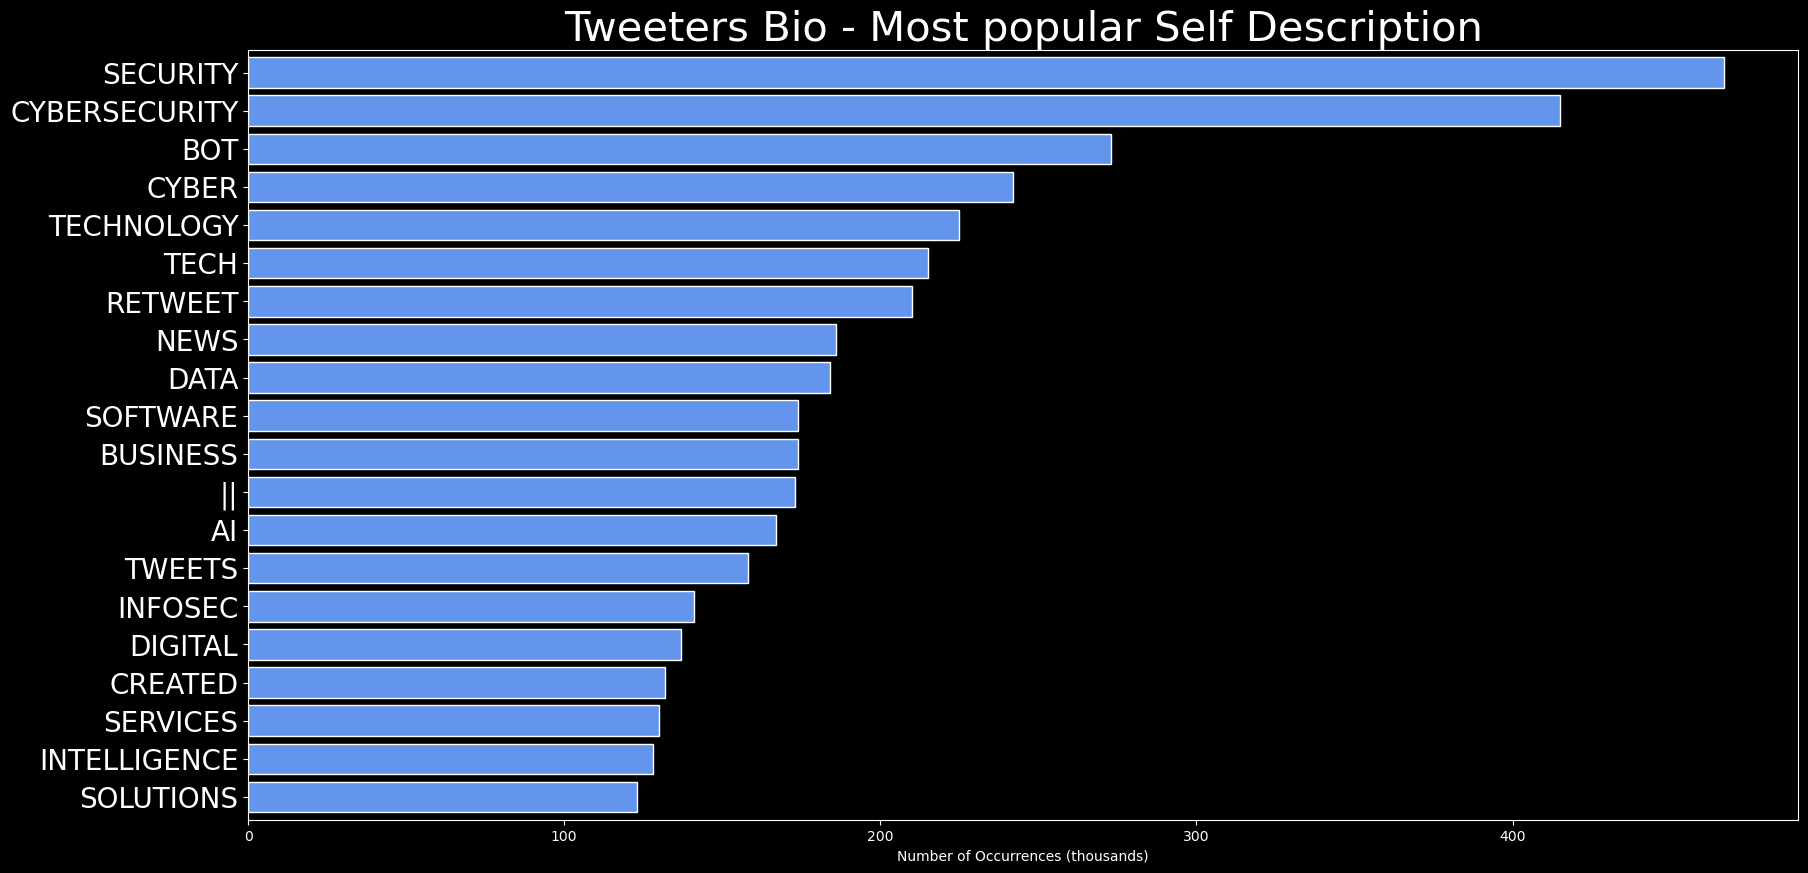 Tweeters Bio - Most popular Self Description
SECURITY
CYBERSECURITY
BOT
CYBER
TECHNOLOGY
TECH
RETWEET
NEWS
DATA
SOFTWARE
BUSINESS
||
AI
TWEETS
INFOSEC
DIGITAL
CREATED
SERVICES
INTELLIGENCE
SOLUTIONS
0 100 200 300 400
Number of Occurrences (thousands)